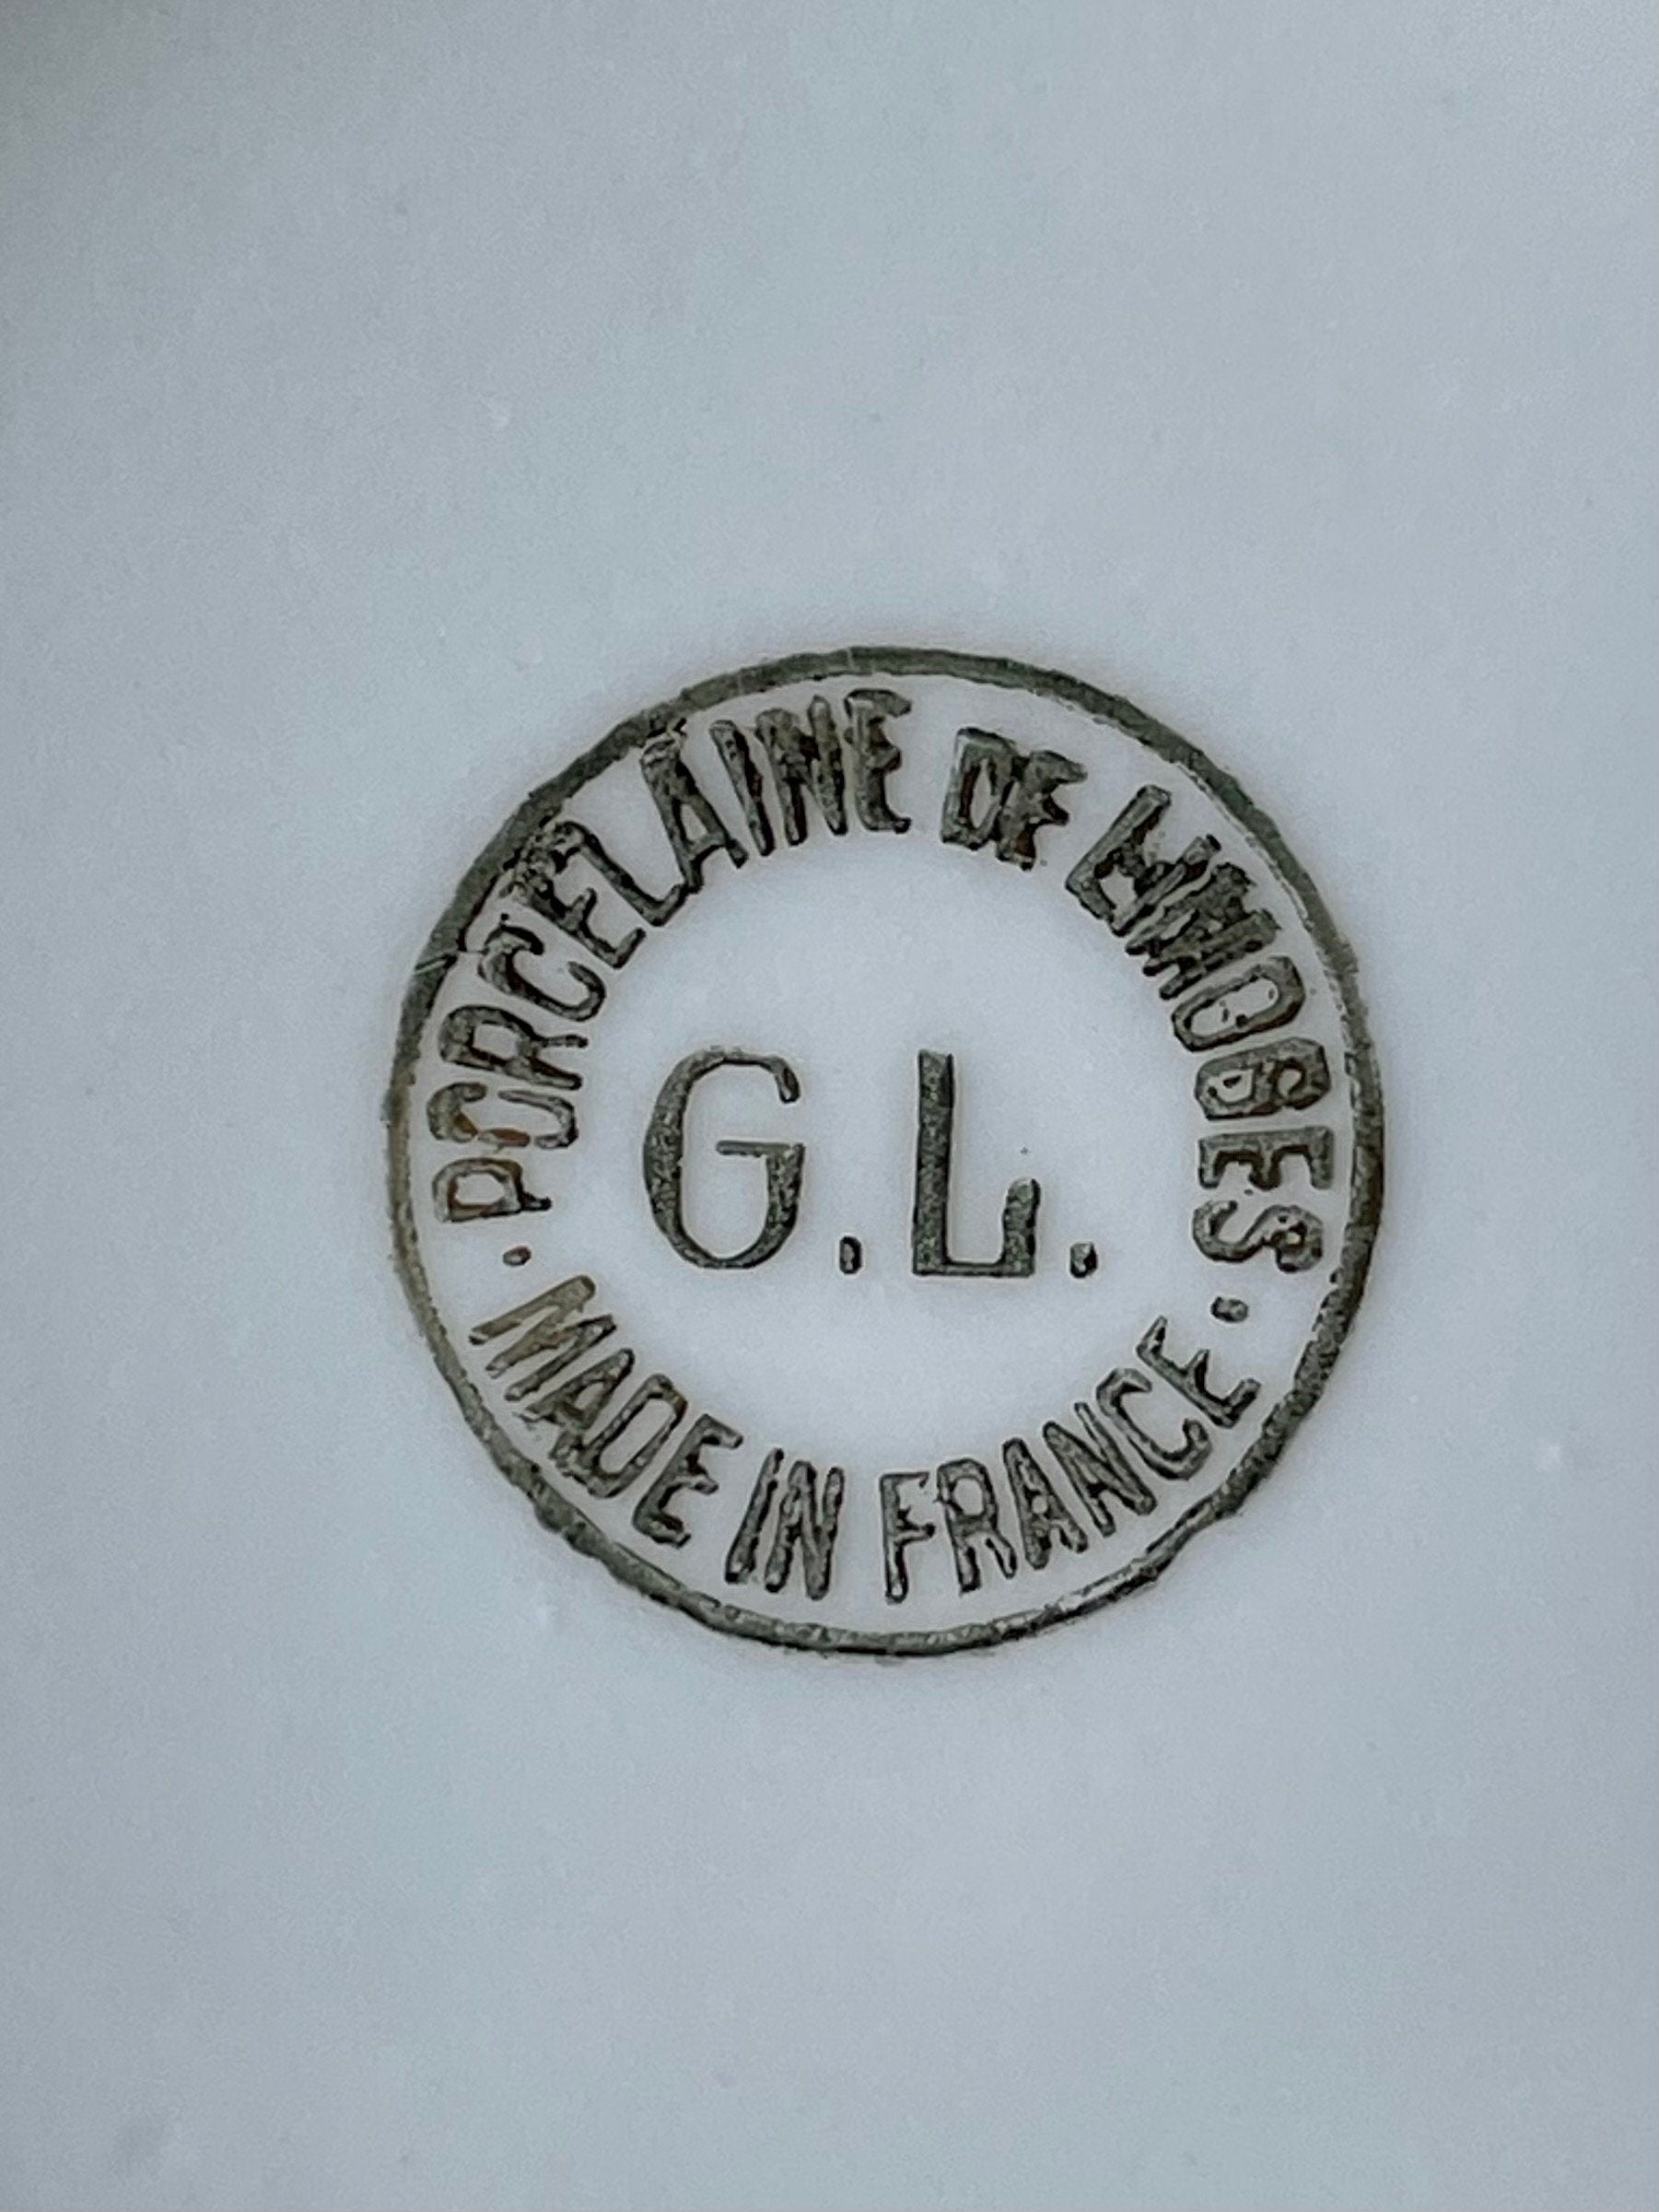 · PORCELAINE DE LIMOGES ·
G.L.
MADE IN FRANCE